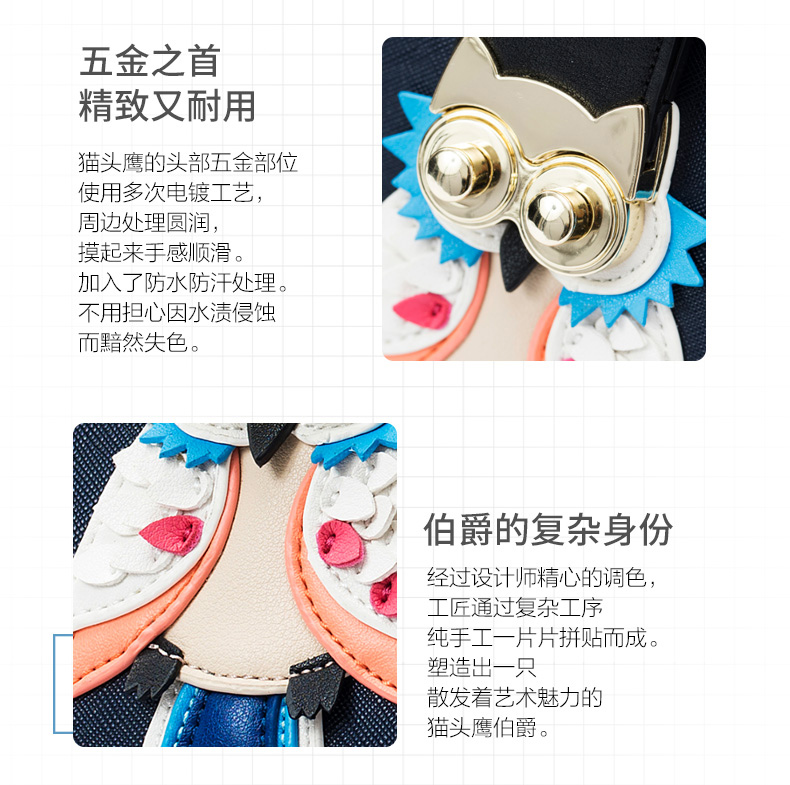 五金之首
精致又耐用
猫头鹰的头部五金部位
使用多次电镀工艺，
周边处理圆润，
摸起来手感顺滑。
加入了防水防汗处理。
不用担心因水渍侵蚀
而黯然失色。
伯爵的复杂身份
经过设计师精心的调色，
工匠通过复杂工序
纯手工一片片拼贴而成。
塑造出一只
散发着艺术魅力的
猫头鹰伯爵。